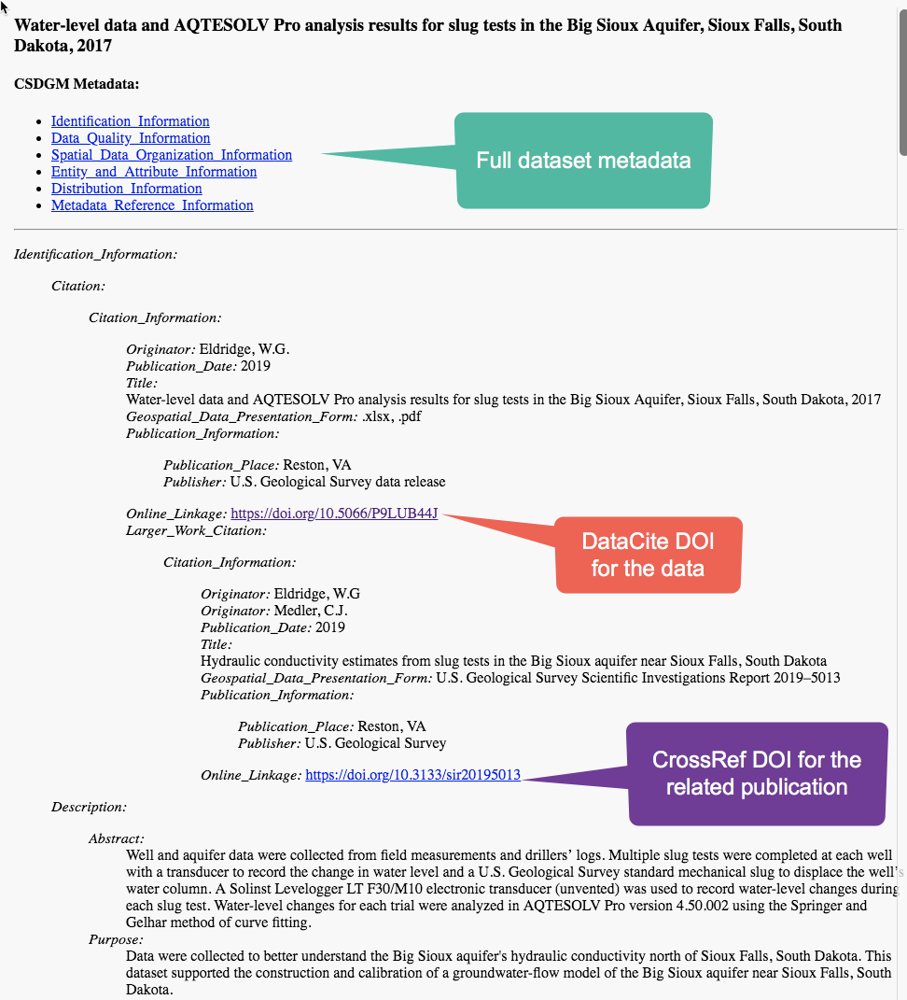 Water-level data and AQTESOLV Pro analysis results for slug tests in the Big Sioux Aquifer, Sioux Falls, South
Dakota, 2017
CSDGM Metadata:
Identification_Information
Data_Quality_Information
Spatial_Data_Organization_Information
Entity_and_Attribute_Information
Distribution_Information
Metadata_Reference_Information
Full dataset metadata
Identification_Information:
Citation:
Citation_Information:
Originator: Eldridge, W.G.
Publication_Date: 2019
Title:
Water-level data and AQTESOLV Pro analysis results for slug tests in the Big Sioux Aquifer, Sioux Falls, South Dakota, 2017
Geospatial_Data_Presentation_Form: .xlsx, .pdf
Publication_Information:
Publication_Place: Reston, VA
Publisher: U.S. Geological Survey data release
Online_Linkage: https://doi.org/10.5066/P9LUB44J
DataCite DOI
for the data
Larger_Work_Citation:
Citation_Information:
Originator: Eldridge, W.G
Originator: Medler, C.J.
Publication_Date: 2019
Title:
Hydraulic conductivity estimates from slug tests in the Big Sioux aquifer near Sioux Falls, South Dakota
Geospatial_Data_Presentation_Form: U.S. Geological Survey Scientific Investigations Report 2019–5013
Publication_Information:
Publication_Place: Reston, VA
Publisher: U.S. Geological Survey
Online_Linkage: https://doi.org/10.3133/sir20195013
CrossRef DOI for the
related publication
Description:
Abstract:
Well and aquifer data were collected from field measurements and drillers’ logs. Multiple slug tests were completed at each well
with a transducer to record the change in water level and a U.S. Geological Survey standard mechanical slug to displace the well’s
water column. A Solinst Levelogger LT F30/M10 electronic transducer (unvented) was used to record water-level changes during
each slug test. Water-level changes for each trial were analyzed in AQTESOLV Pro version 4.50.002 using the Springer and
Gelhar method of curve fitting.
Purpose:
Data were collected to better understand the Big Sioux aquifer's hydraulic conductivity north of Sioux Falls, South Dakota. This
dataset supported the construction and calibration of a groundwater-flow model of the Big Sioux aquifer near Sioux Falls, South
Dakota.